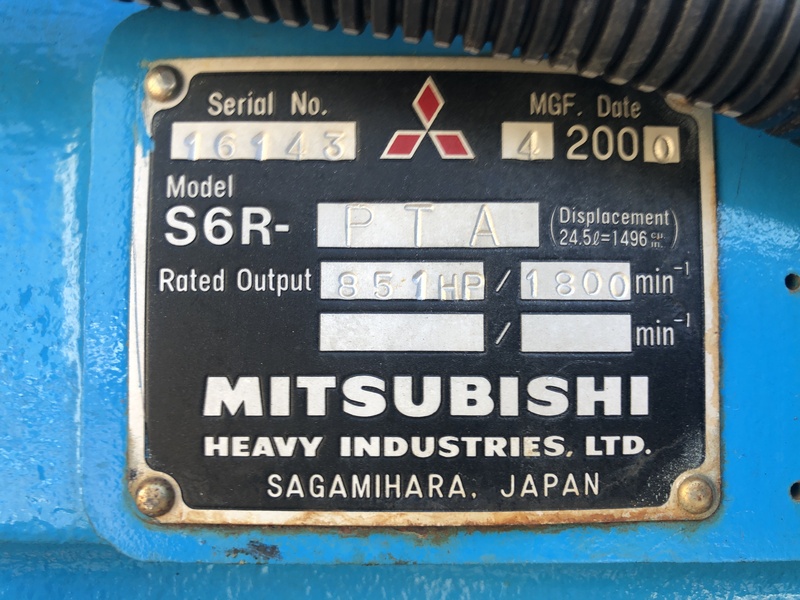 Serial No. MGF. Date
16143 4 2000
Model
S6R- PTA (Displacement 24.5ℓ=1496 cu. in.)
Rated Output 851HP / 1800 min⁻¹
/ min⁻¹
MITSUBISHI
HEAVY INDUSTRIES, LTD.
SAGAMIHARA, JAPAN